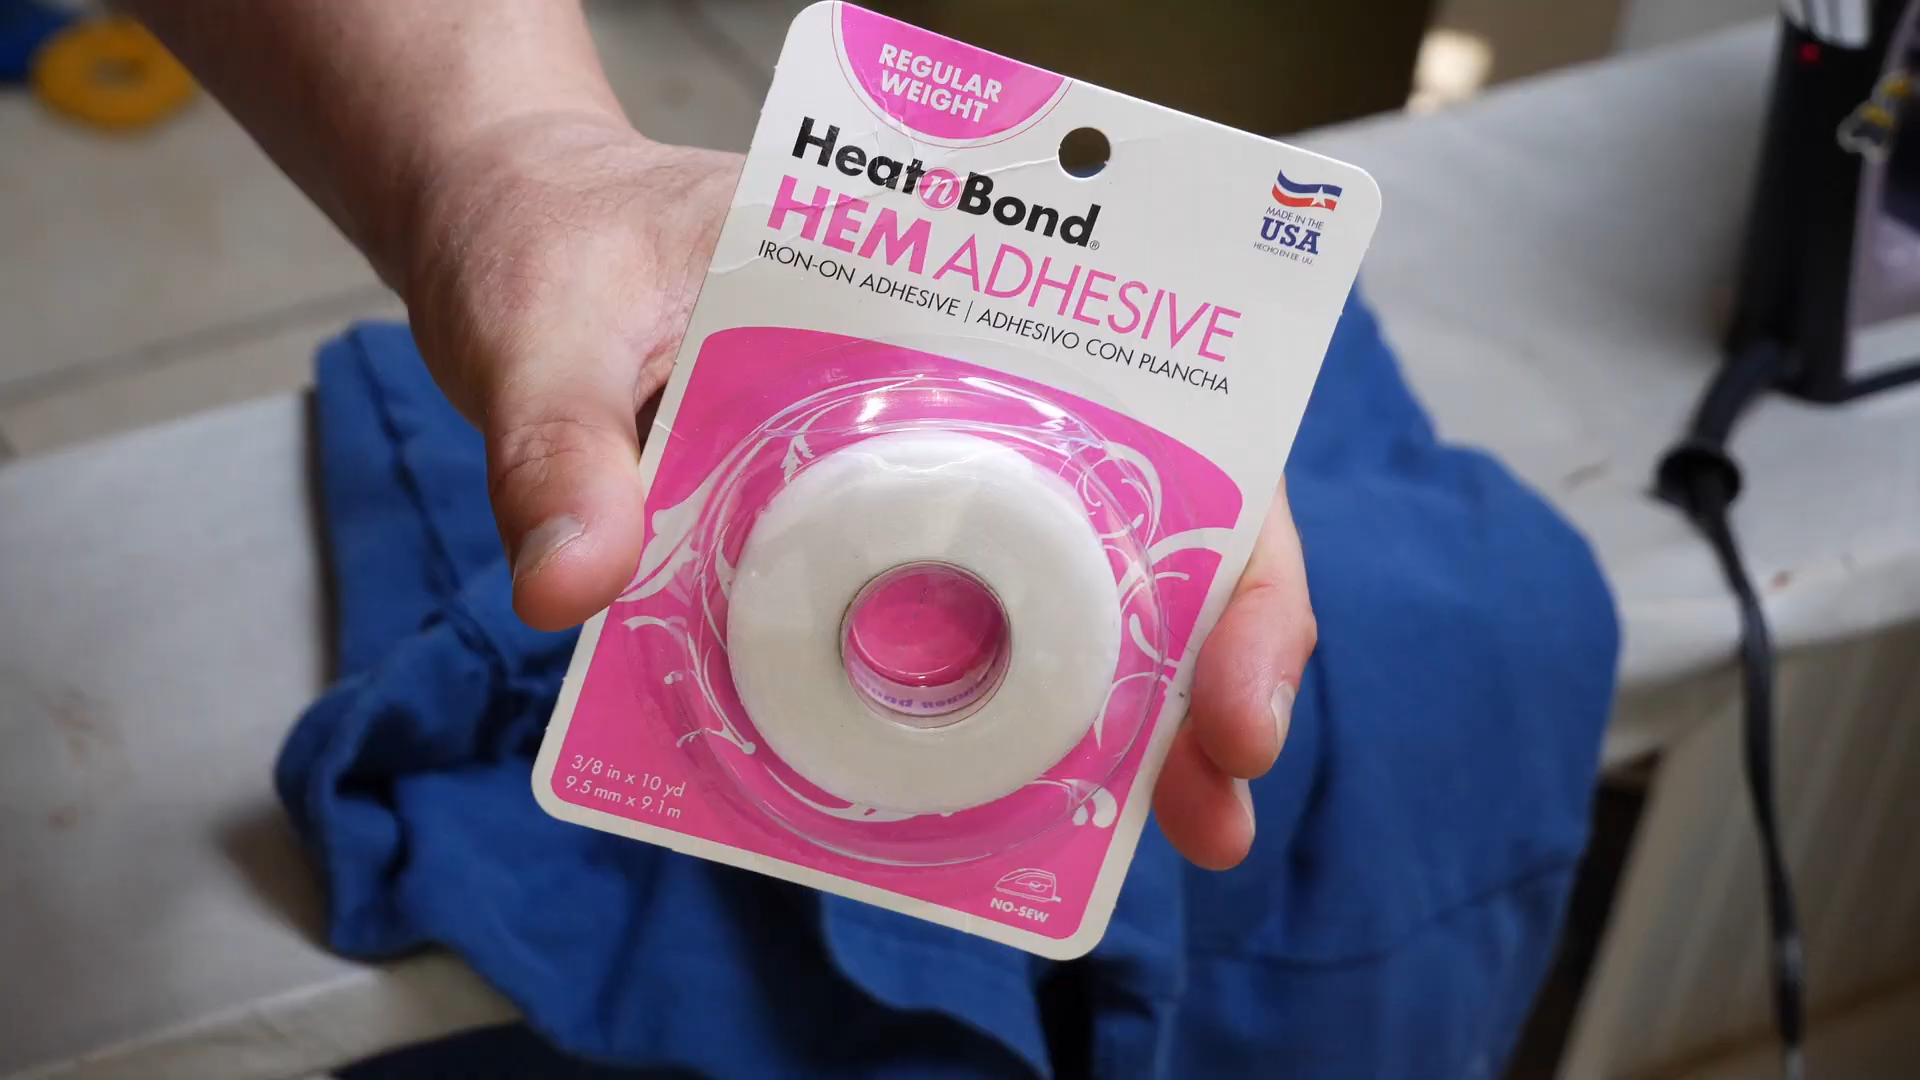 REGULAR
WEIGHT
HeatnBond®
HEM ADHESIVE
IRON-ON ADHESIVE | ADHESIVO CON PLANCHA
MADE IN THE
USA
HECHO EN EE. UU.
3/8 in x 10 yd
9.5 mm x 9.1 m
NO-SEW